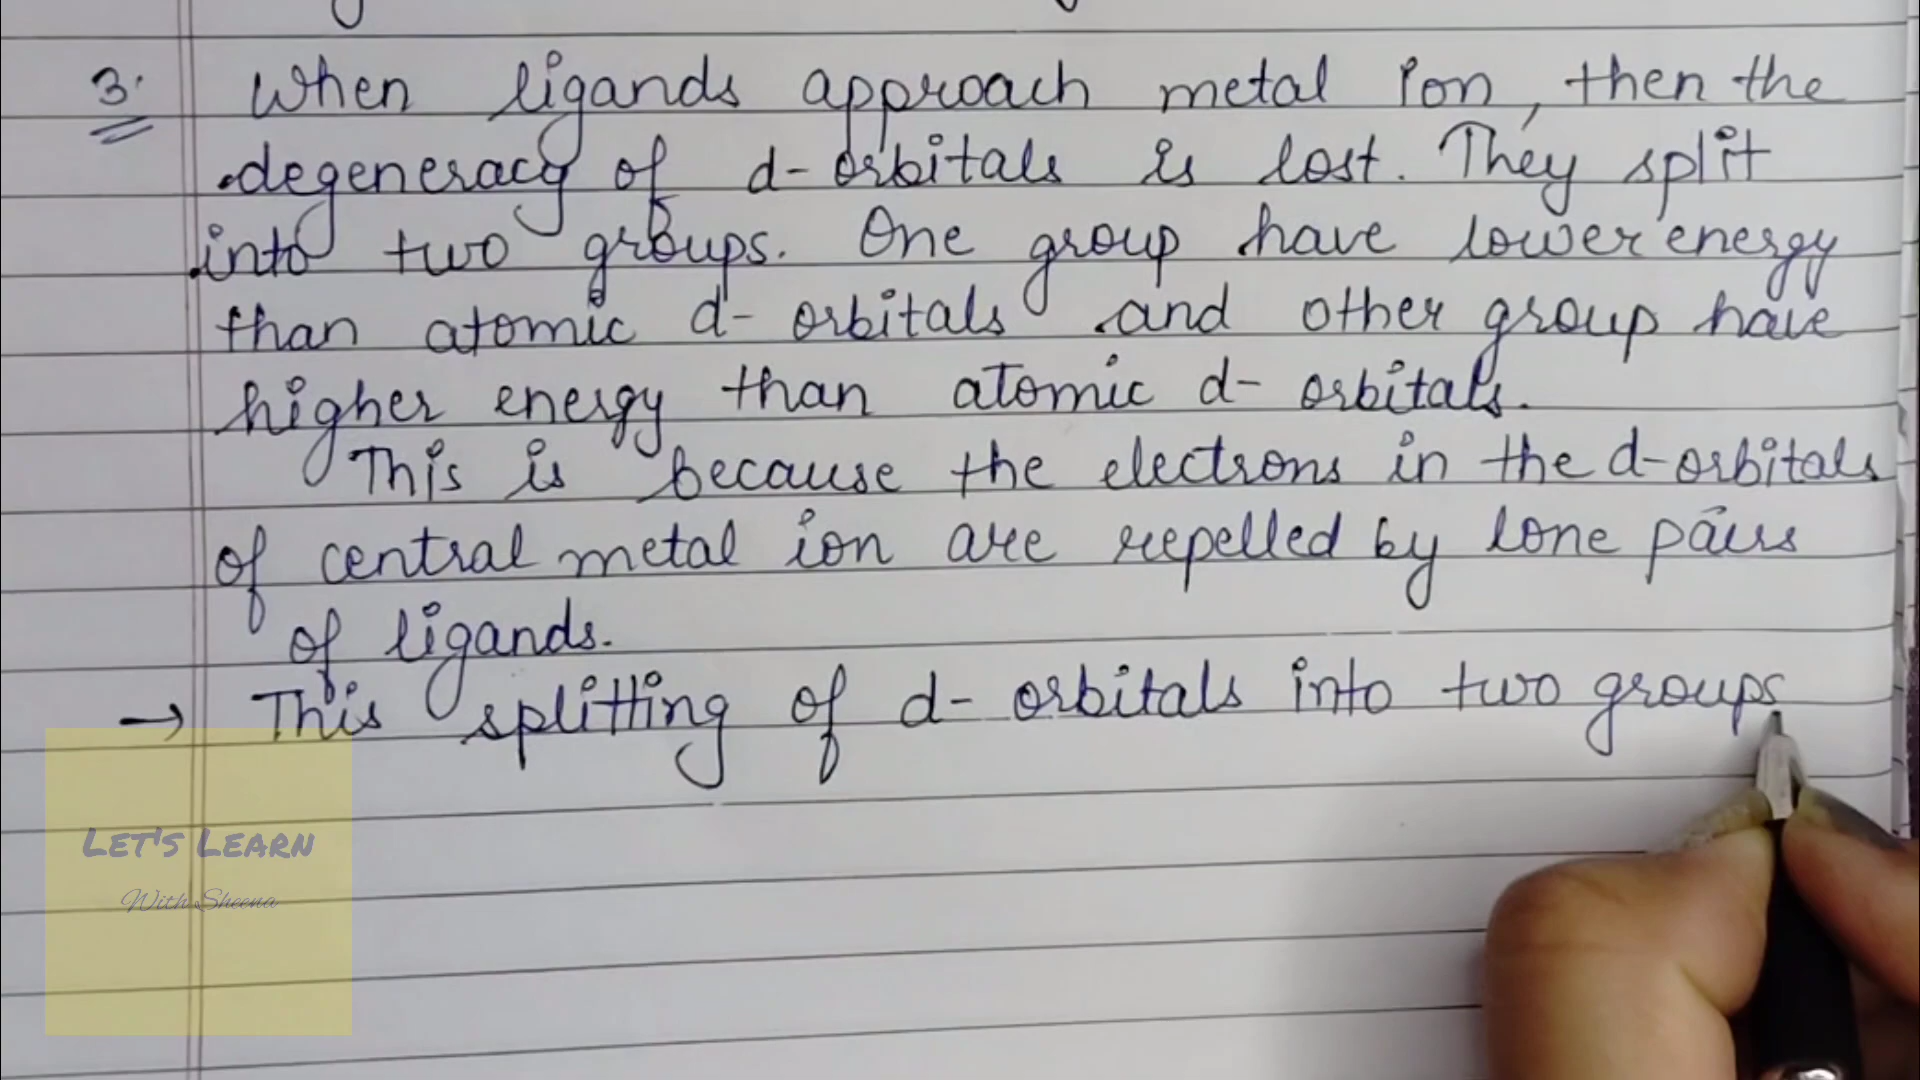 3. When ligands approach metal ion, then the
degeneracy of d-orbitals is lost. They split
into two groups. One group have lower energy
than atomic d-orbitals and other group have
higher energy than atomic d-orbitals.
This is because the electrons in the d-orbitals
of central metal ion are repelled by lone pairs
of ligands.
→ This splitting of d-orbitals into two groups
LET'S LEARN
With Sheena